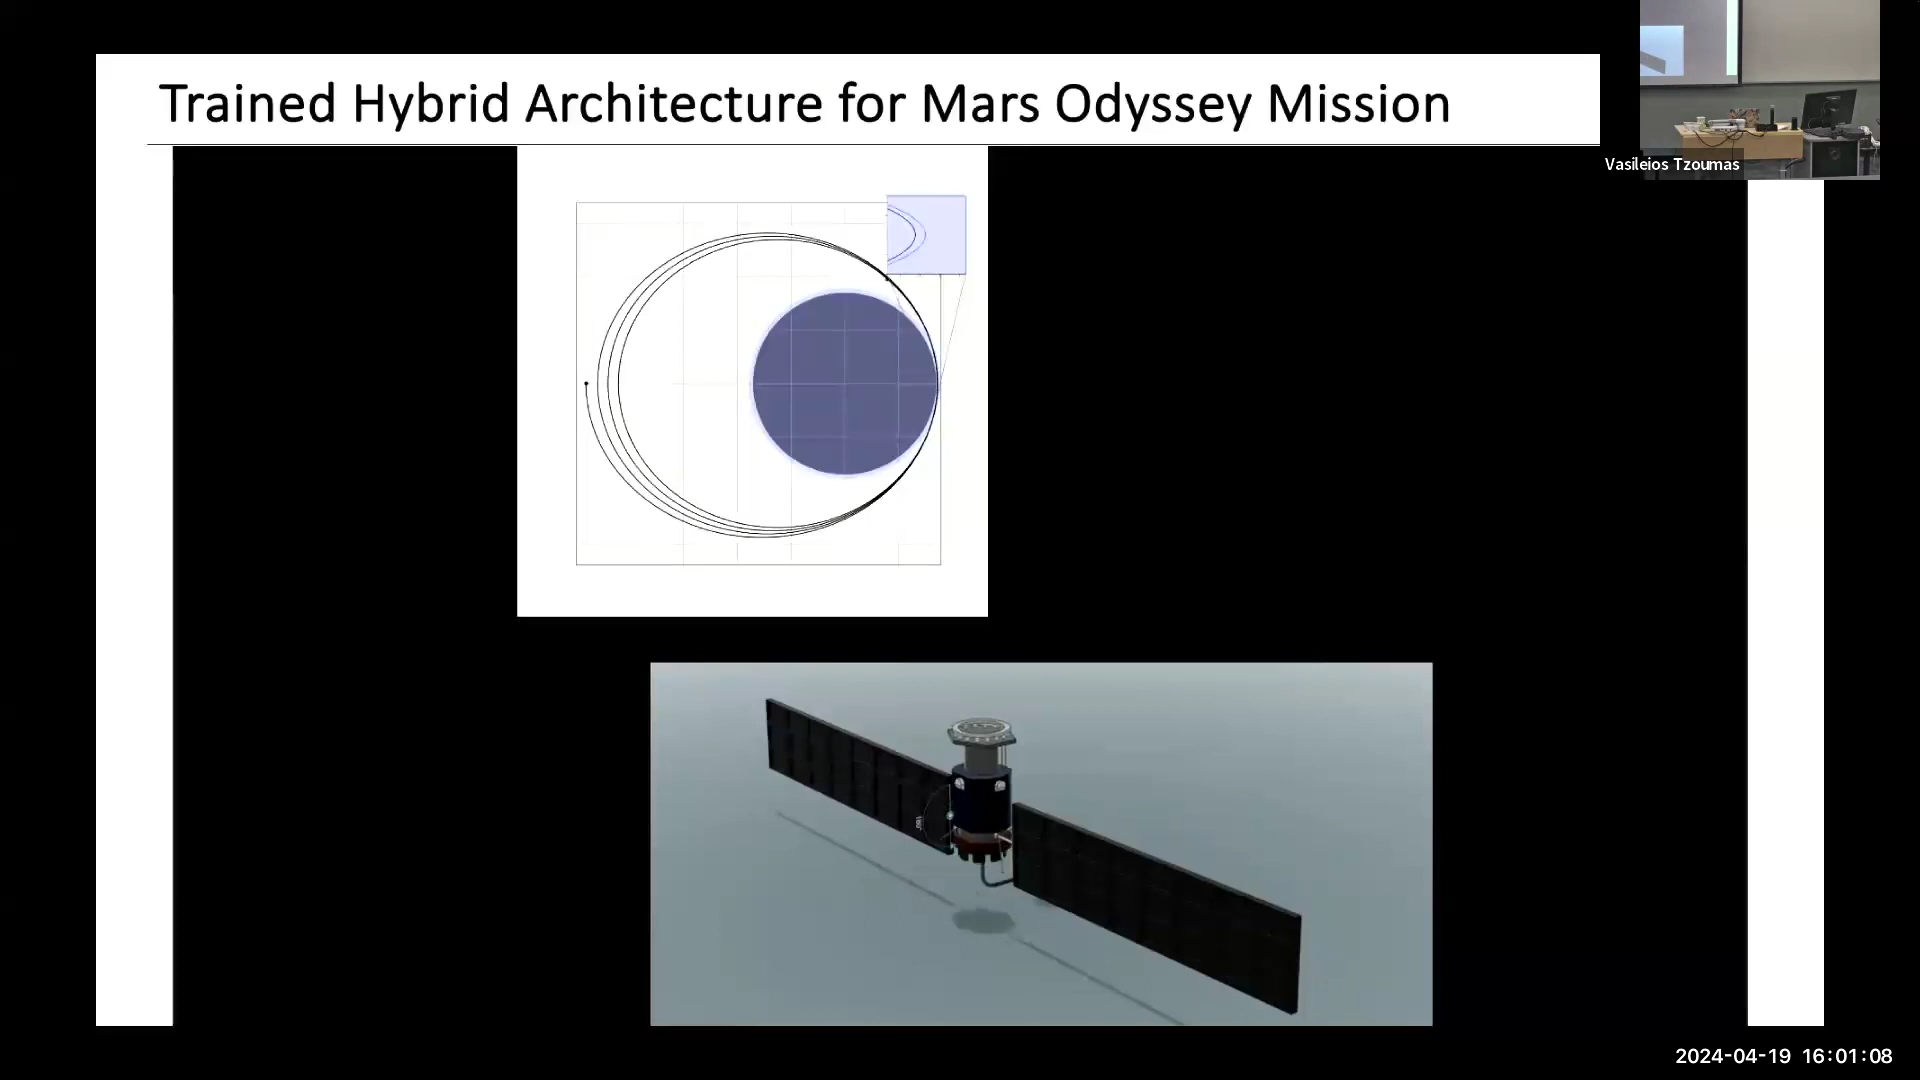 Trained Hybrid Architecture for Mars Odyssey Mission
Vasileios Tzoumas
2024-04-19 16:01:08